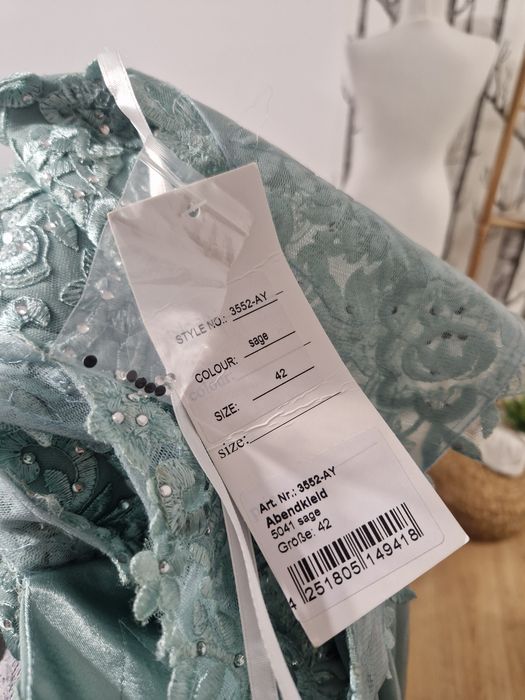 STYLE NO.: 3552-AY
COLOUR: sage
SIZE: 42
size:
Art. Nr.: 3552-AY
Abendkleid
5041 sage
Größe: 42
4 251805 149418